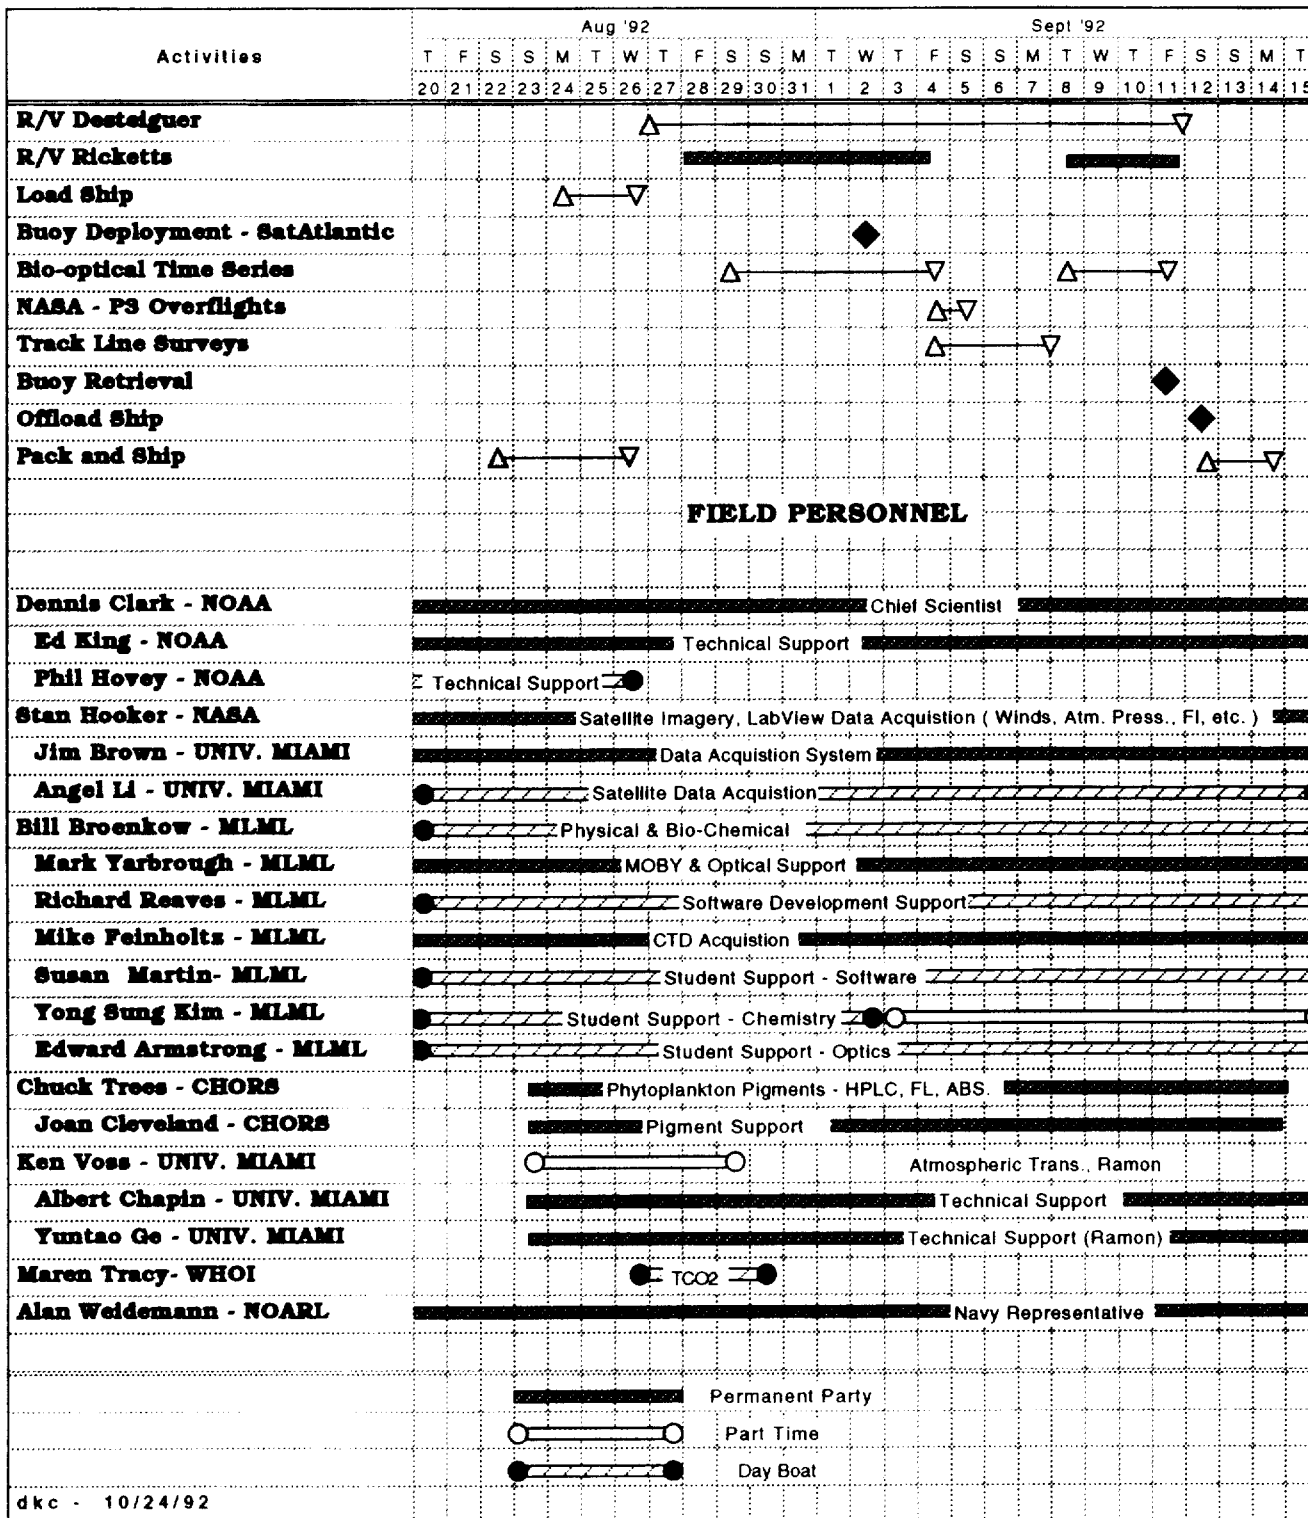 Aug '92 Sept '92
Activities T F S S M T W T F S S M T W T F S S M T W T F S S M T
20 21 22 23 24 25 26 27 28 29 30 31 1 2 3 4 5 6 7 8 9 10 11 12 13 14 15
R/V Desteiguer
R/V Ricketts
Load Ship
Buoy Deployment - SatAtlantic
Bio-optical Time Series
NASA - P3 Overflights
Track Line Surveys
Buoy Retrieval
Offload Ship
Pack and Ship
FIELD PERSONNEL
Dennis Clark - NOAA Chief Scientist
Ed King - NOAA Technical Support
Phil Hovey - NOAA Technical Support
Stan Hooker - NASA Satellite Imagery, LabView Data Acquistion ( Winds, Atm. Press., Fl, etc. )
Jim Brown - UNIV. MIAMI Data Acquistion System
Angel Li - UNIV. MIAMI Satellite Data Acquistion
Bill Broenkow - MLML Physical & Bio-Chemical
Mark Yarbrough - MLML MOBY & Optical Support
Richard Reaves - MLML Software Development Support
Mike Feinholtz - MLML CTD Acquistion
Susan Martin- MLML Student Support - Software
Yong Sung Kim - MLML Student Support - Chemistry
Edward Armstrong - MLML Student Support - Optics
Chuck Trees - CHORS Phytoplankton Pigments - HPLC, FL, ABS.
Joan Cleveland - CHORS Pigment Support
Ken Voss - UNIV. MIAMI Atmospheric Trans., Ramon
Albert Chapin - UNIV. MIAMI Technical Support
Yuntao Ge - UNIV. MIAMI Technical Support (Ramon)
Maren Tracy- WHOI TCO2
Alan Weidemann - NOARL Navy Representative
Permanent Party
Part Time
Day Boat
dkc - 10/24/92